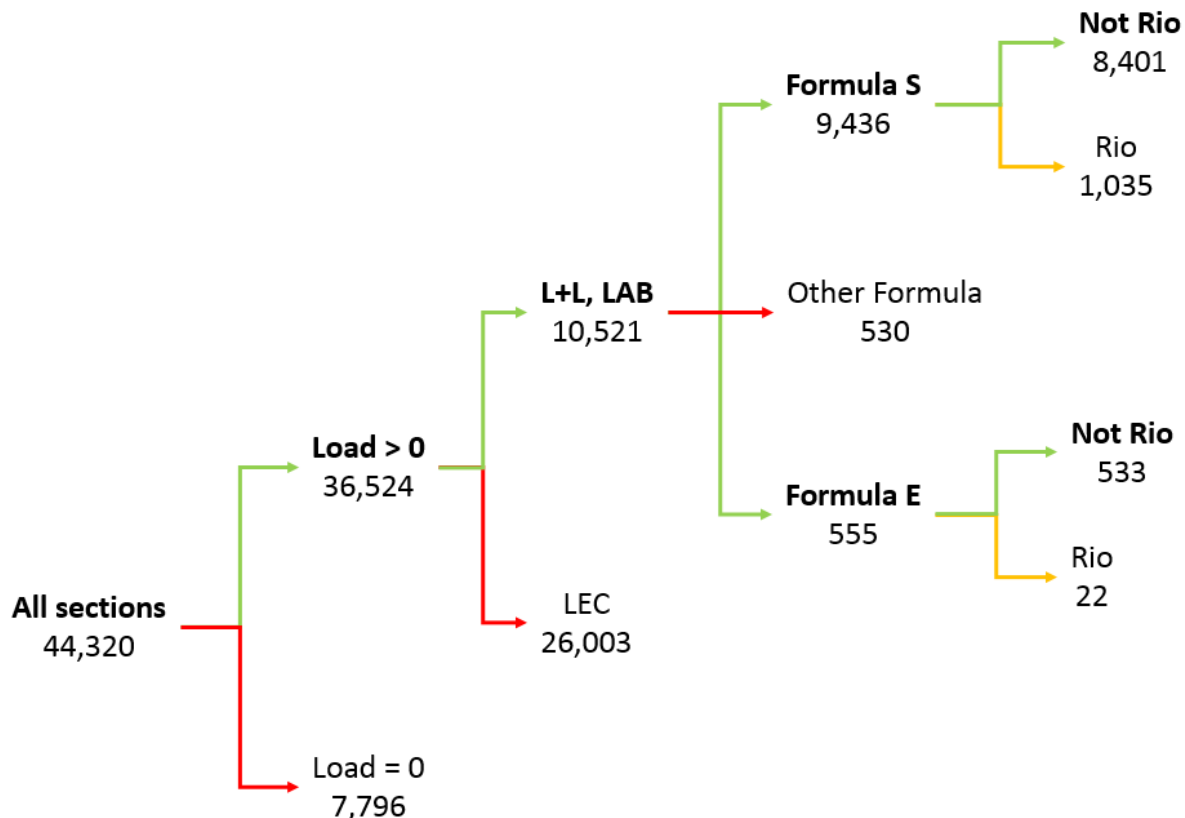 Not Rio
8,401
Formula S
9,436
Rio
1,035
L+L, LAB
10,521
Other Formula
530
Load > 0
36,524
Not Rio
533
Formula E
555
Rio
22
All sections
44,320
LEC
26,003
Load = 0
7,796